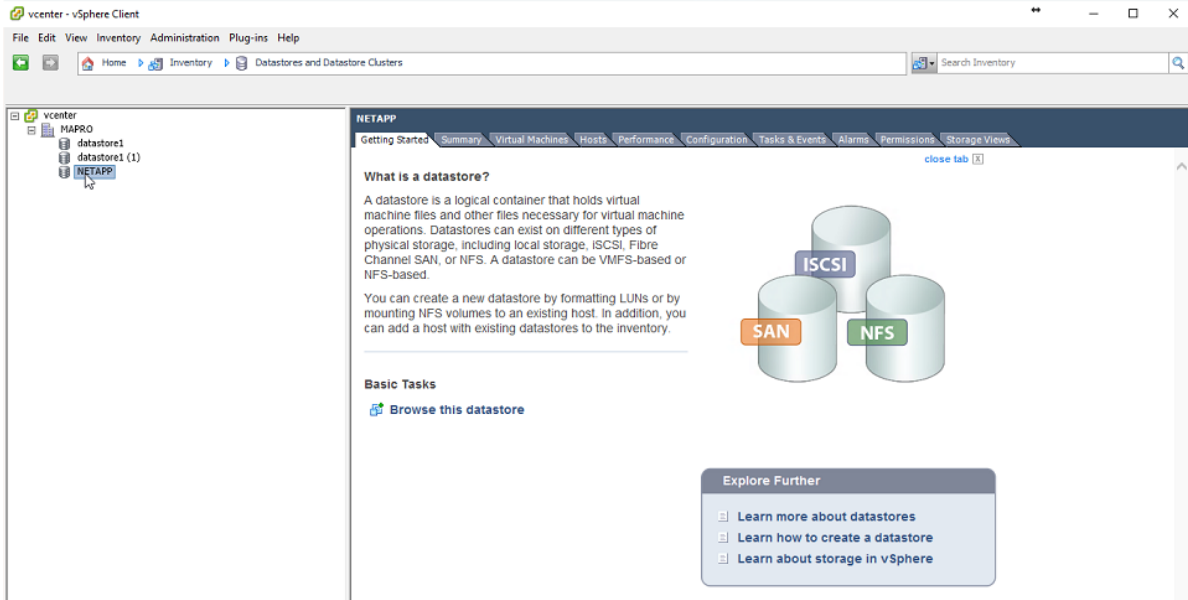 vcenter - vSphere Client
File Edit View Inventory Administration Plug-ins Help
Home Inventory Datastores and Datastore Clusters
Search Inventory
vcenter
MAPRO
datastore1
datastore1 (1)
NETAPP
NETAPP
Getting Started Summary Virtual Machines Hosts Performance Configuration Tasks & Events Alarms Permissions Storage Views
close tab X
What is a datastore?
A datastore is a logical container that holds virtual
machine files and other files necessary for virtual machine
operations. Datastores can exist on different types of
physical storage, including local storage, iSCSI, Fibre
Channel SAN, or NFS. A datastore can be VMFS-based or
NFS-based.
You can create a new datastore by formatting LUNs or by
mounting NFS volumes to an existing host. In addition, you
can add a host with existing datastores to the inventory.
ISCSI
SAN
NFS
Basic Tasks
Browse this datastore
Explore Further
Learn more about datastores
Learn how to create a datastore
Learn about storage in vSphere